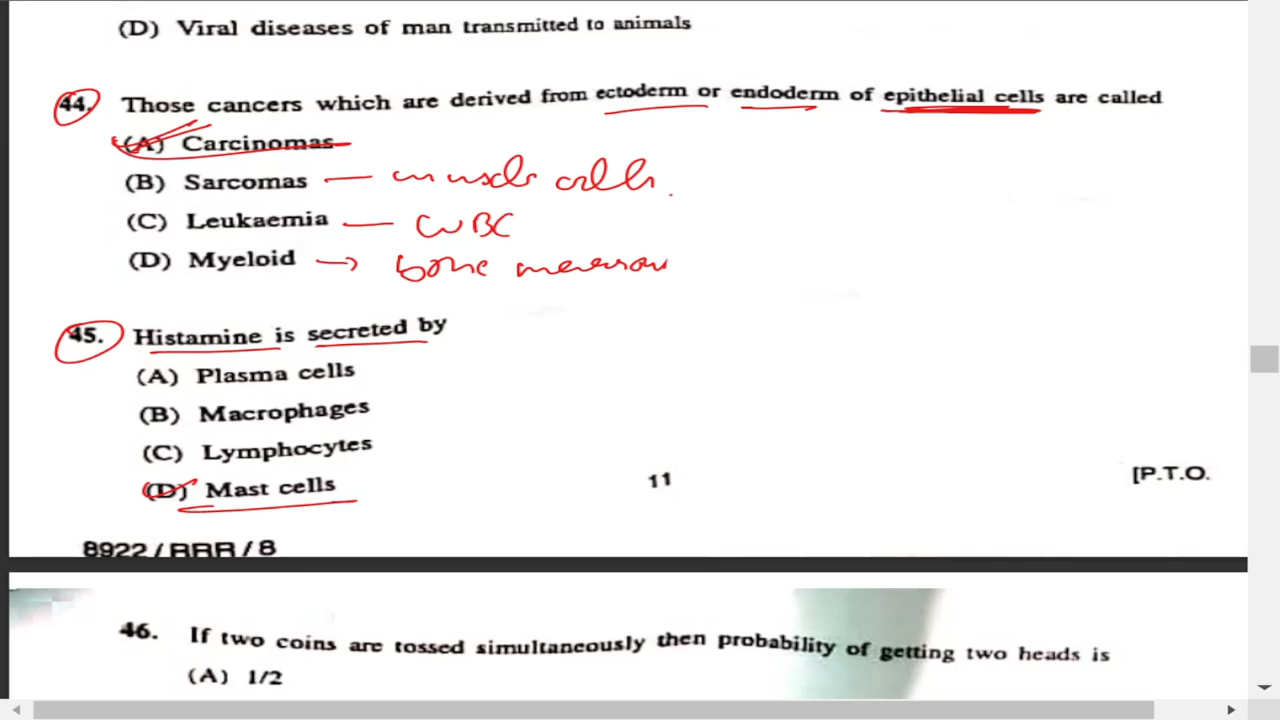 (D) Viral diseases of man transmitted to animals
44. Those cancers which are derived from ectoderm or endoderm of epithelial cells are called
(A) Carcinomas
(B) Sarcomas — muscle cells.
(C) Leukaemia — WBC
(D) Myeloid → bone
45. Histamine is secreted by
(A) Plasma cells
(B) Macrophages
(C) Lymphocytes
(D) Mast cells
11
[P.T.O.
8922/RRR/8
46. If two coins are tossed simultaneously then probability of getting two heads is
(A) 1/2